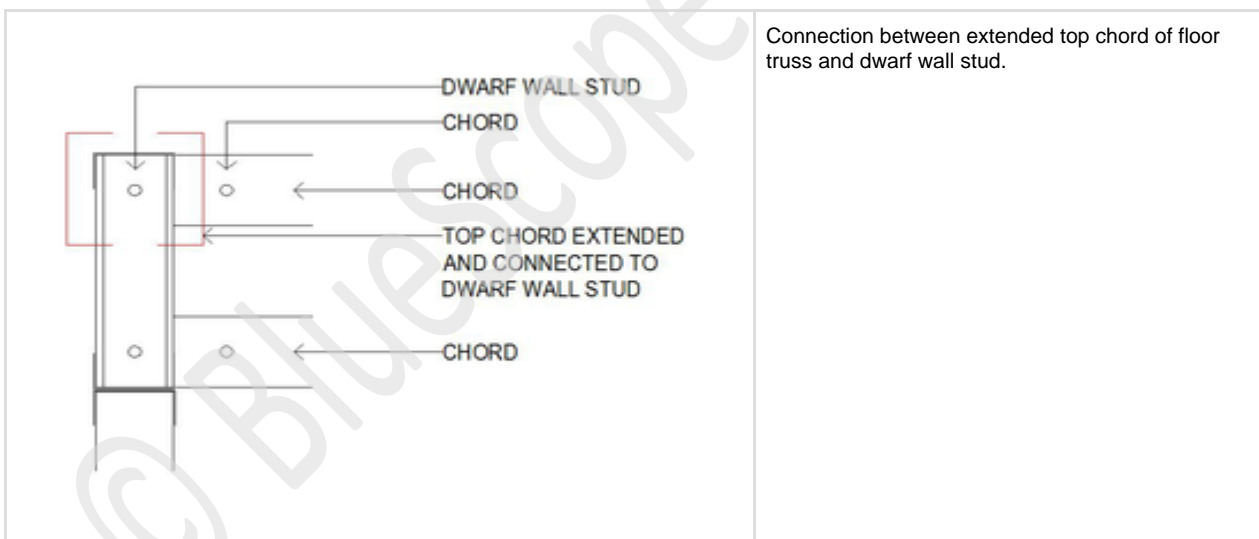 DWARF WALL STUD
CHORD
CHORD
TOP CHORD EXTENDED
AND CONNECTED TO
DWARF WALL STUD
CHORD
Connection between extended top chord of floor
truss and dwarf wall stud.
© BlueScope